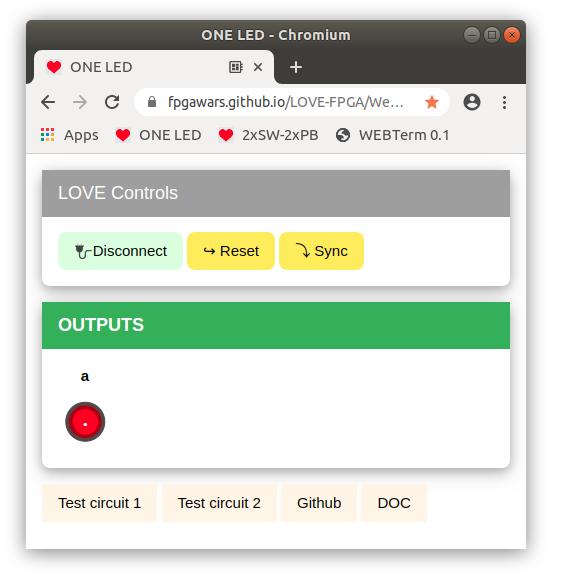 ONE LED - Chromium
ONE LED
fpgawars.github.io/LOVE-FPGA/We...
Apps ONE LED 2xSW-2xPB WEBTerm 0.1
LOVE Controls
Disconnect Reset Sync
OUTPUTS
a
.
Test circuit 1 Test circuit 2 Github DOC